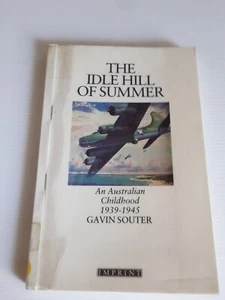 THE
IDLE HILL
OF SUMMER
An Australian
Childhood
1939-1945
GAVIN SOUTER
IMPRINT